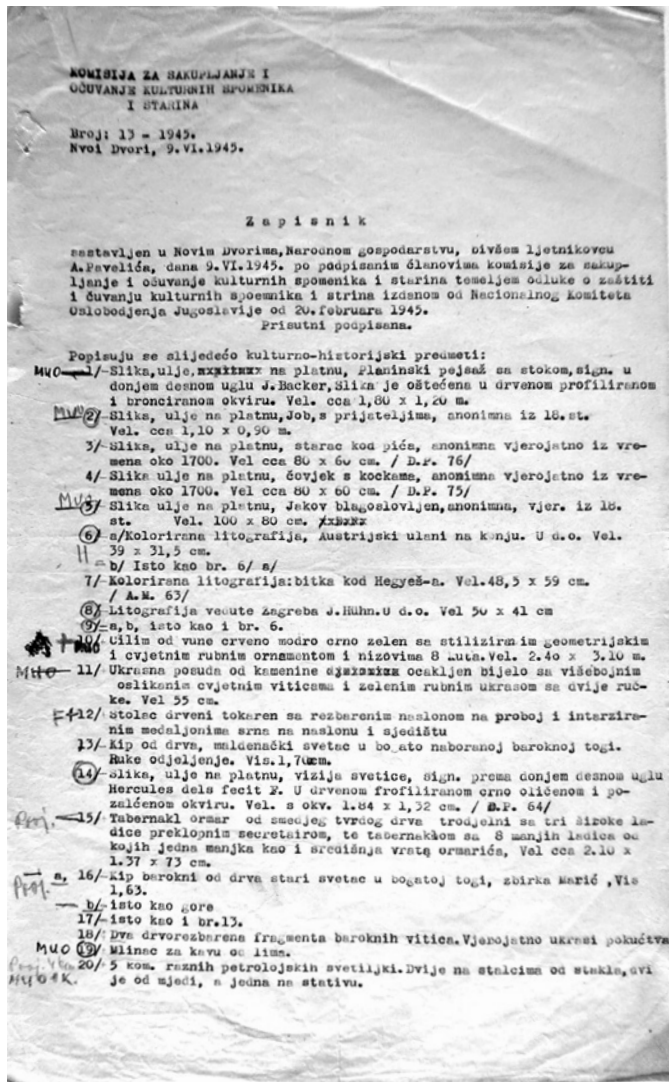 KOMISIJA ZA SAKUPLJANJE I
OČUVANJE KULTURNIH SPOMENIKA
I STARINA
Broj: 13 - 1945.
Nvoi Dvori, 9.VI.1945.
Zapisnik
sastavljen u Novim Dvorima,Narodnom gospodarstvu, bivšem ljetnikovcu
A.Pavelića, dana 9.VI.1945. po podpisanim članovima komisije za sakup-
ljanje i očuvanje kulturnih spomenika i starina temeljem odluke o zaštiti
i čuvanju kulturnih spoemnika i strina izdanom od Nacionalnog Komiteta
Oslobodjenja Jugoslavije od 20.februara 1945.
Prisutni podpisana.
Popisuju se slijedećo kulturno-historijski predmeti:
MUO 1/-Slika,ulje, na platnu, Planinski pejsaž sa stokom,sign. u
donjem desnom uglu J.Backer,Slika je oštećena u drvenom profiliranom
i bronciranom okviru. Vel. cca 1,80 x 1,20 m.
MUO 2/-Slika, ulje na platnu,Job,s prijateljima, anonimna iz 18.st.
Vel. cca 1,10 x 0,90 m.
3/-Slika, ulje na platnu, starac kod pića, anonimna vjerojatno iz vre-
mena oko 1700. Vel cca 80 x 60 cm. / D.P. 76/
4/-Slika ulje na platnu, čovjek s kockama, anonimna vjerojatno iz vre-
mena oko 1700. Vel cca 80 x 60 cm. / D.P. 75/
MUO 5/-Slika ulje na platnu, Jakov blagoslovljen,anonimna, vjer. iz 18.
st. Vel. 100 x 80 cm.
6/ a/Kolorirana litografija, Austrijski ulani na konju. U d.o. Vel.
39 x 31,5 cm.
b/ Isto kao br. 6/ a/
7/-Kolorirana litografija:bitka kod Hegyeš-a. Vel.48,5 x 59 cm.
/ A.M. 63/
8/-Litografija vedute Zagreba J.Hühn.U d.o. Vel 50 x 41 cm
9/-a,b, isto kao i br. 6.
MUO 10/-Ćilim od vune crveno modro crno zelen sa stilizirnim geometrijskim
i cvjetnim rubnim ornamentom i nizovima 8 Luta.Vel. 2.40 x 3.10 m.
MUO 11/-Ukrasna posuda od kamenine ocakljen bijelo sa višebojnim
oslikanim cvjetnim viticama i zelenim rubnim ukrasom sa dvije ruč-
ke. Vel 55 cm.
12/-Stolac drveni tokaren sa rezbarenim naslonom na proboj i intarzira-
nim medaljonima srna na naslonu i sjedištu
13/-Kip od drva, maldenački svetac u bogato naboranoj baroknoj togi.
Ruke odjeljenje. Vis.1,70cm.
14/-Slika, ulje na platnu, vizija svetice, sign. prema donjem desnom uglu
Hercules dels fecit F. U drvenom frofiliranom crno oličenom i po-
zalćenom okviru. Vel. s okv. 1.84 x 1,32 cm. / D.P. 64/
Proj. 15/-Tabernakl ormar od smedjeg tvrdog drva trodjelni sa tri široke la-
dice preklopnim secretairom, te tabernaklom sa 8 manjih ladica od
kojih jedna manjka kao i središnja vrata ormarića, Vel cca 2.10 x
1.37 x 73 cm.
Proj. a, 16/-Kip barokni od drva stari svetac u bogatoj togi, zbirka Marić ,Vis
1,63.
b/-isto kao gore
17/-isto kao i br.13.
18/-Dva drvorezbarena fragmenta baroknih vitica.Vjerojatno ukrasi pokućtva
MUO 19/-Mlinac za kavu od lima.
20/-5 kom. raznih petrolojskih svetiljki.Dvije na stalcima od stakla,dvi
je od mjedi, a jedna na stativu.